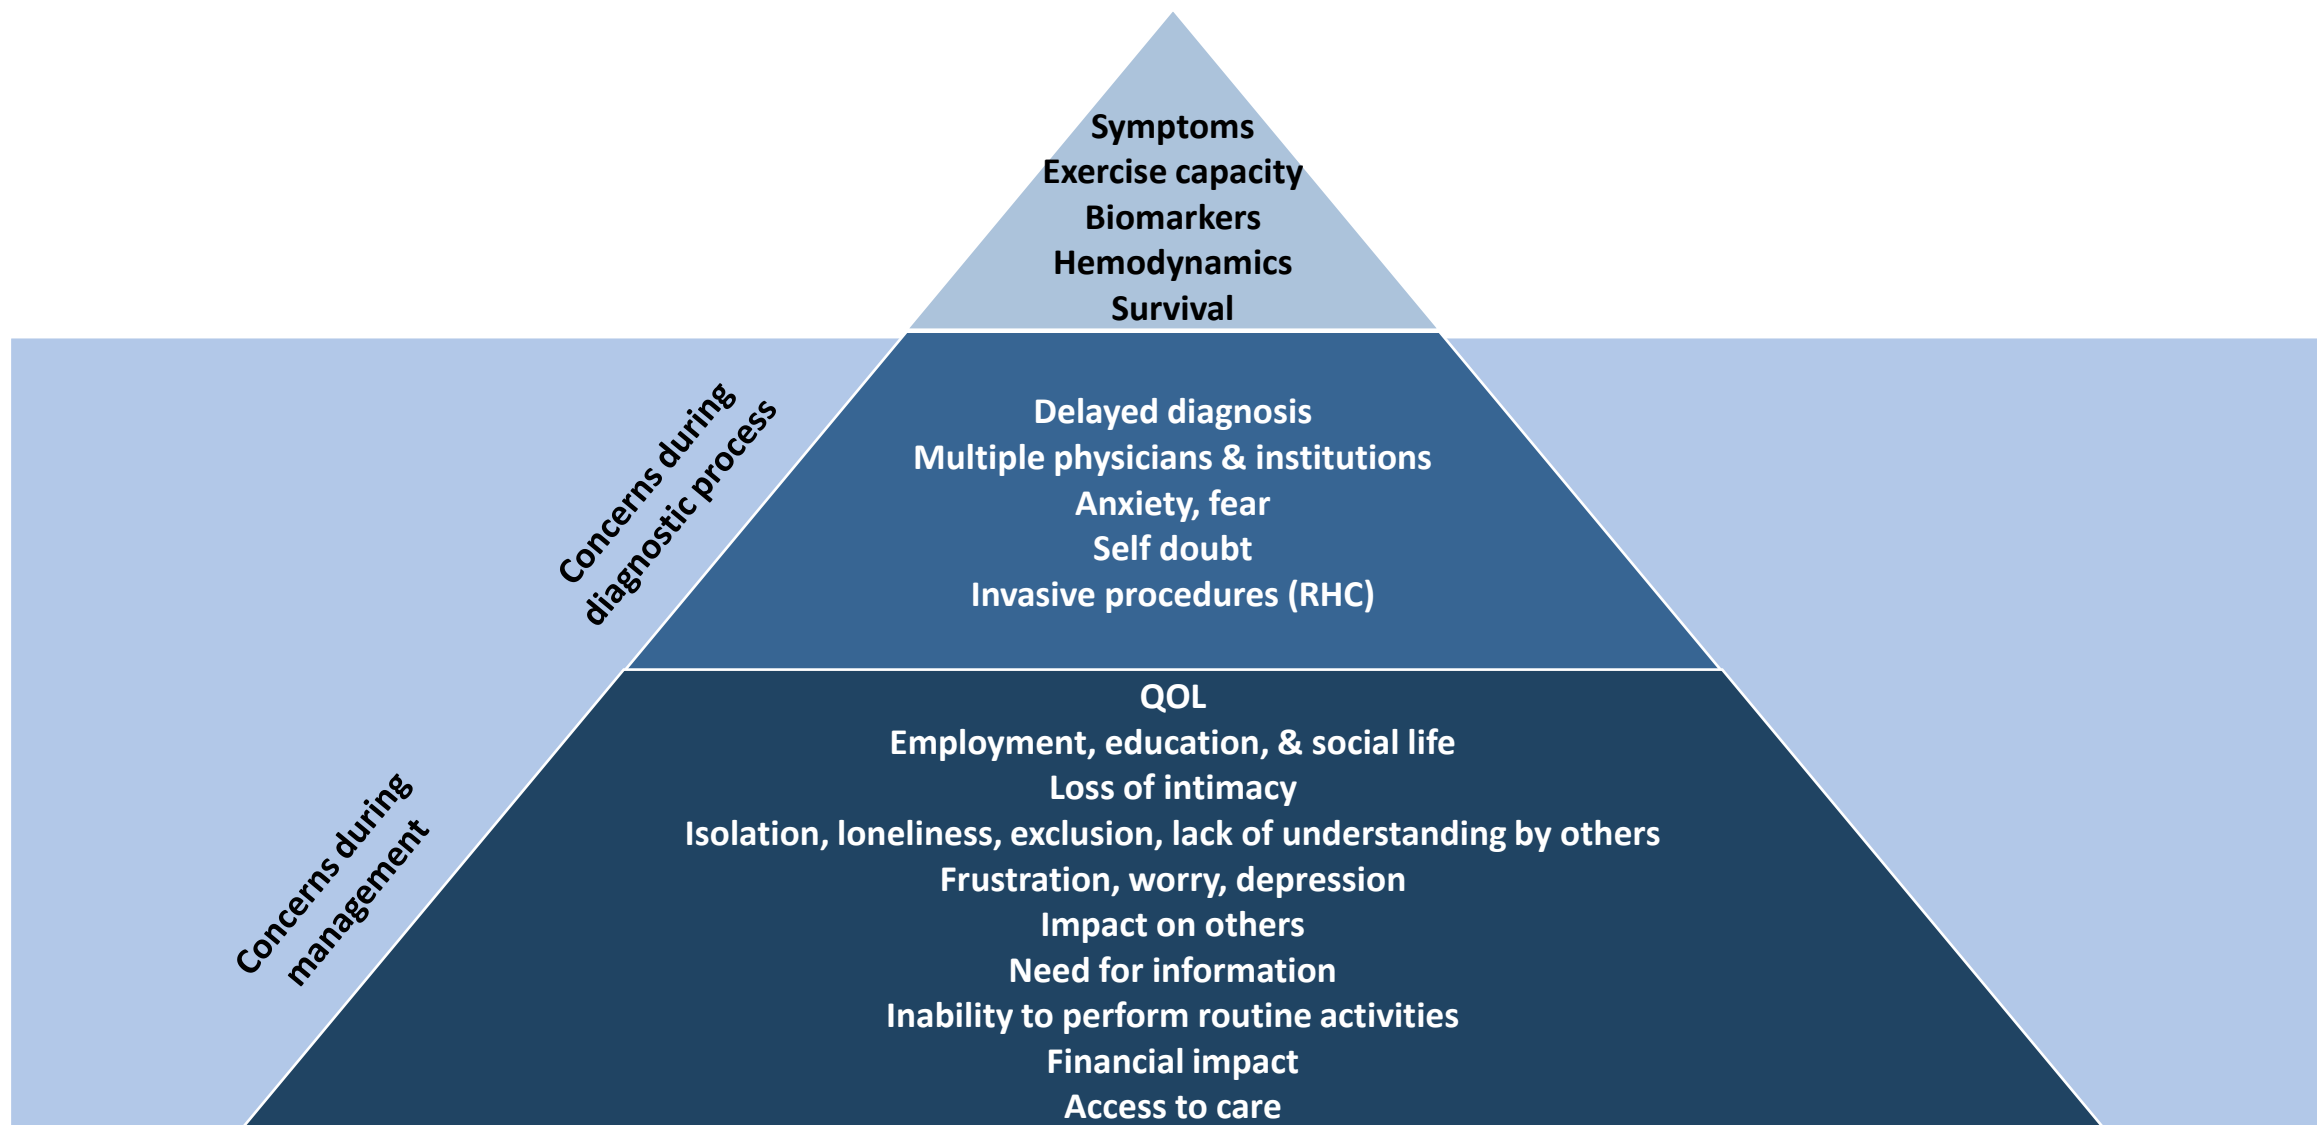 Symptoms
Exercise capacity
Biomarkers
Hemodynamics
Survival
Concerns during
diagnostic process
Delayed diagnosis
Multiple physicians & institutions
Anxiety, fear
Self doubt
Invasive procedures (RHC)
Concerns during
management
QOL
Employment, education, & social life
Loss of intimacy
Isolation, loneliness, exclusion, lack of understanding by others
Frustration, worry, depression
Impact on others
Need for information
Inability to perform routine activities
Financial impact
Access to care